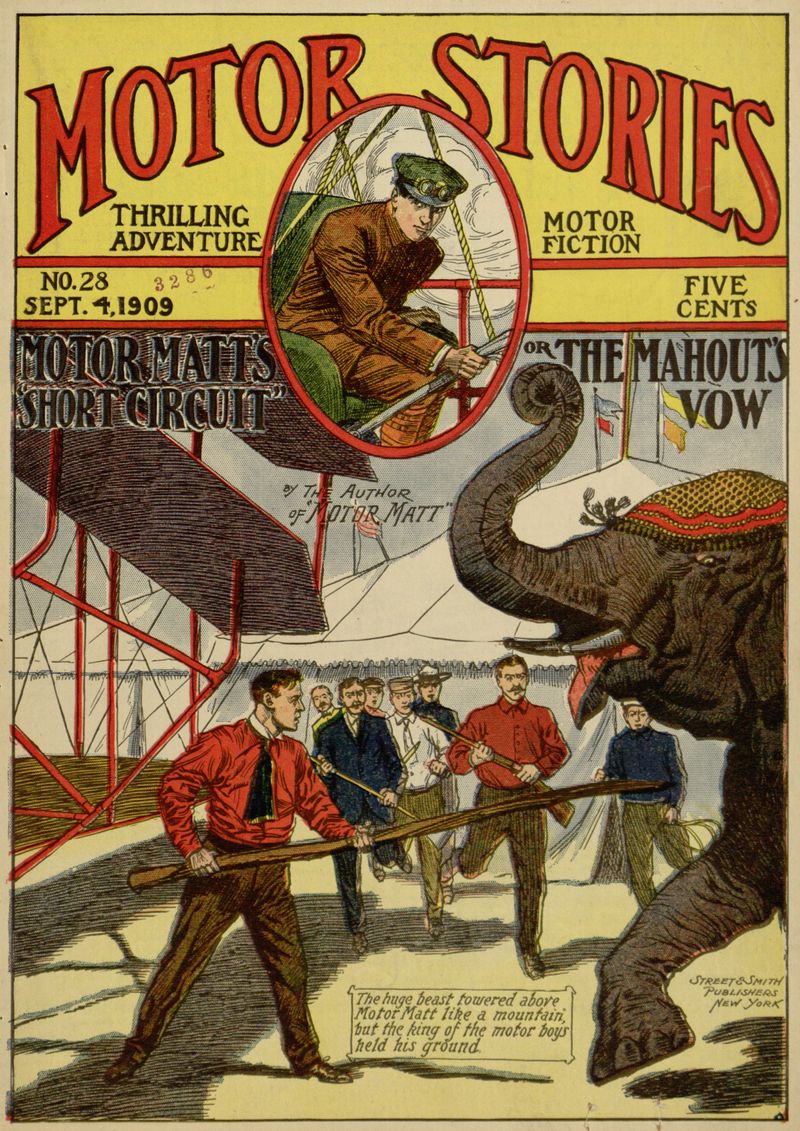 MOTOR STORIES
THRILLING
ADVENTURE
MOTOR
FICTION
NO. 28
SEPT. 4, 1909
3286
FIVE
CENTS
MOTOR MATT'S
"SHORT CIRCUIT"
OR THE MAHOUT'S
VOW
BY THE AUTHOR
OF "MOTOR MATT"
The huge beast towered above
Motor Matt like a mountain,
but the king of the motor boys
held his ground.
STREET & SMITH
PUBLISHERS
NEW YORK